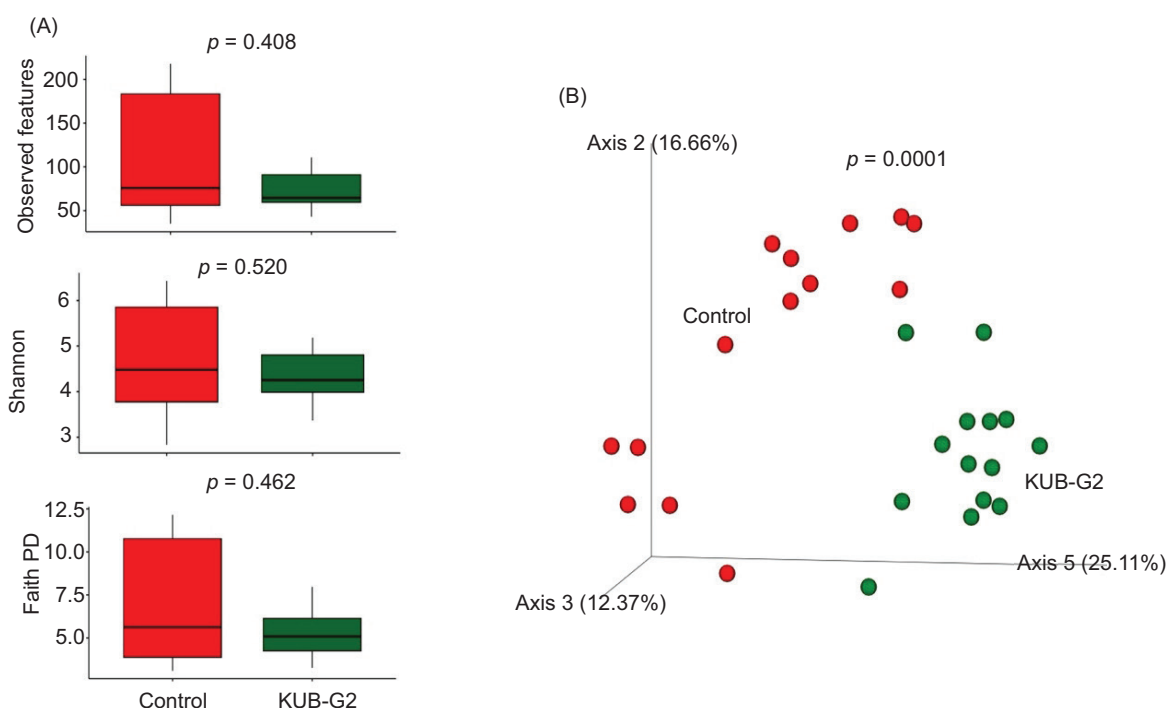 (A)
p = 0.408
200
150
100
50
Observed features
p = 0.520
6
5
4
3
Shannon
p = 0.462
12.5
10.0
7.5
5.0
Faith PD
Control
KUB-G2
(B)
Axis 2 (16.66%)
p = 0.0001
Control
KUB-G2
Axis 5 (25.11%)
Axis 3 (12.37%)